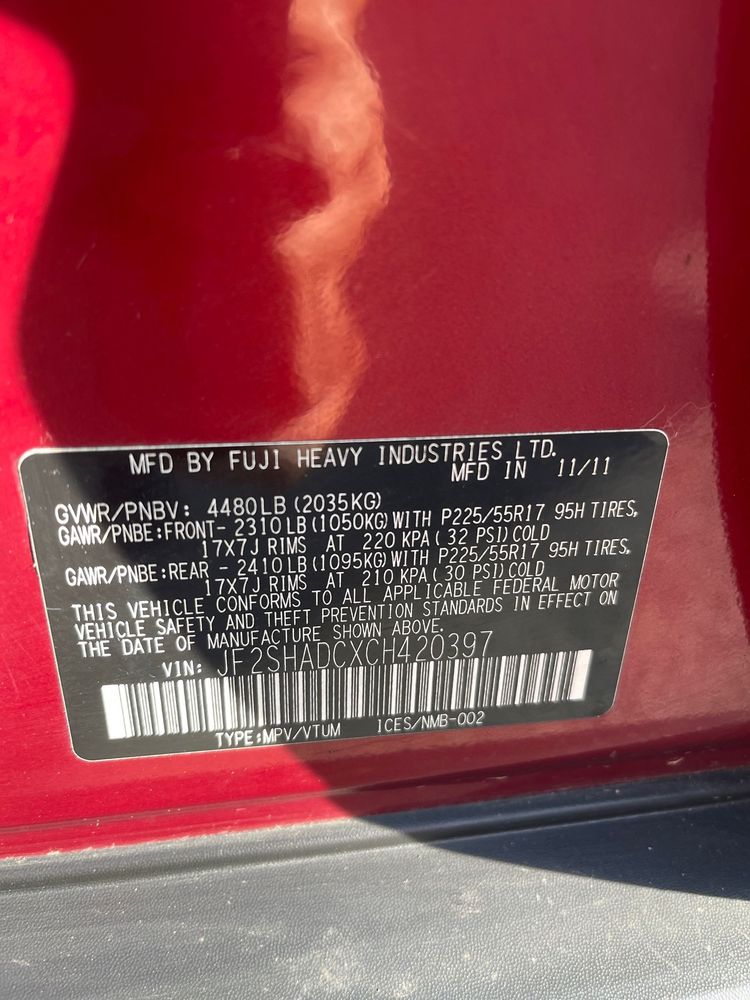 MFD BY FUJI HEAVY INDUSTRIES LTD.
MFD IN 11/11
GVWR/PNBV: 4480LB (2035KG)
GAWR/PNBE:FRONT- 2310LB (1050KG) WITH P225/55R17 95H TIRES,
17X7J RIMS AT 220 KPA ( 32 PSI) COLD
GAWR/PNBE:REAR - 2410LB (1095KG) WITH P225/55R17 95H TIRES,
17X7J RIMS AT 210 KPA ( 30 PSI) COLD
THIS VEHICLE CONFORMS TO ALL APPLICABLE FEDERAL MOTOR
VEHICLE SAFETY AND THEFT PREVENTION STANDARDS IN EFFECT ON
THE DATE OF MANUFACTURE SHOWN ABOVE.
VIN: JF2SHADCXCH420397
TYPE:MPV/VTUM ICES/NMB-002